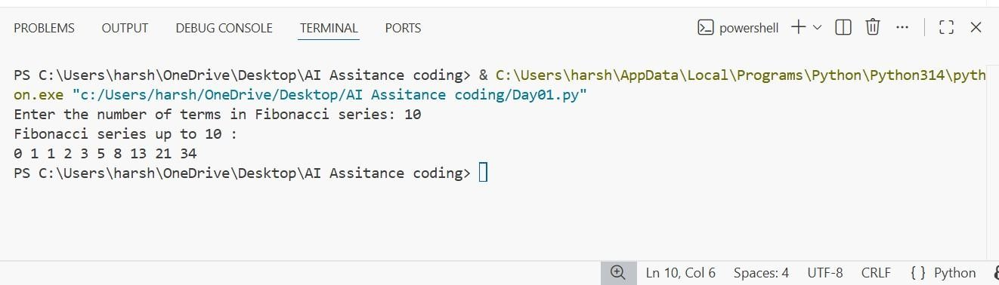 PROBLEMS OUTPUT DEBUG CONSOLE TERMINAL PORTS powershell
PS C:\Users\harsh\OneDrive\Desktop\AI Assitance coding> & C:\Users\harsh\AppData\Local\Programs\Python\Python314\pyth
on.exe "c:/Users/harsh/OneDrive/Desktop/AI Assitance coding/Day01.py"
Enter the number of terms in Fibonacci series: 10
Fibonacci series up to 10 :
0 1 1 2 3 5 8 13 21 34
PS C:\Users\harsh\OneDrive\Desktop\AI Assitance coding>
Ln 10, Col 6 Spaces: 4 UTF-8 CRLF { } Python